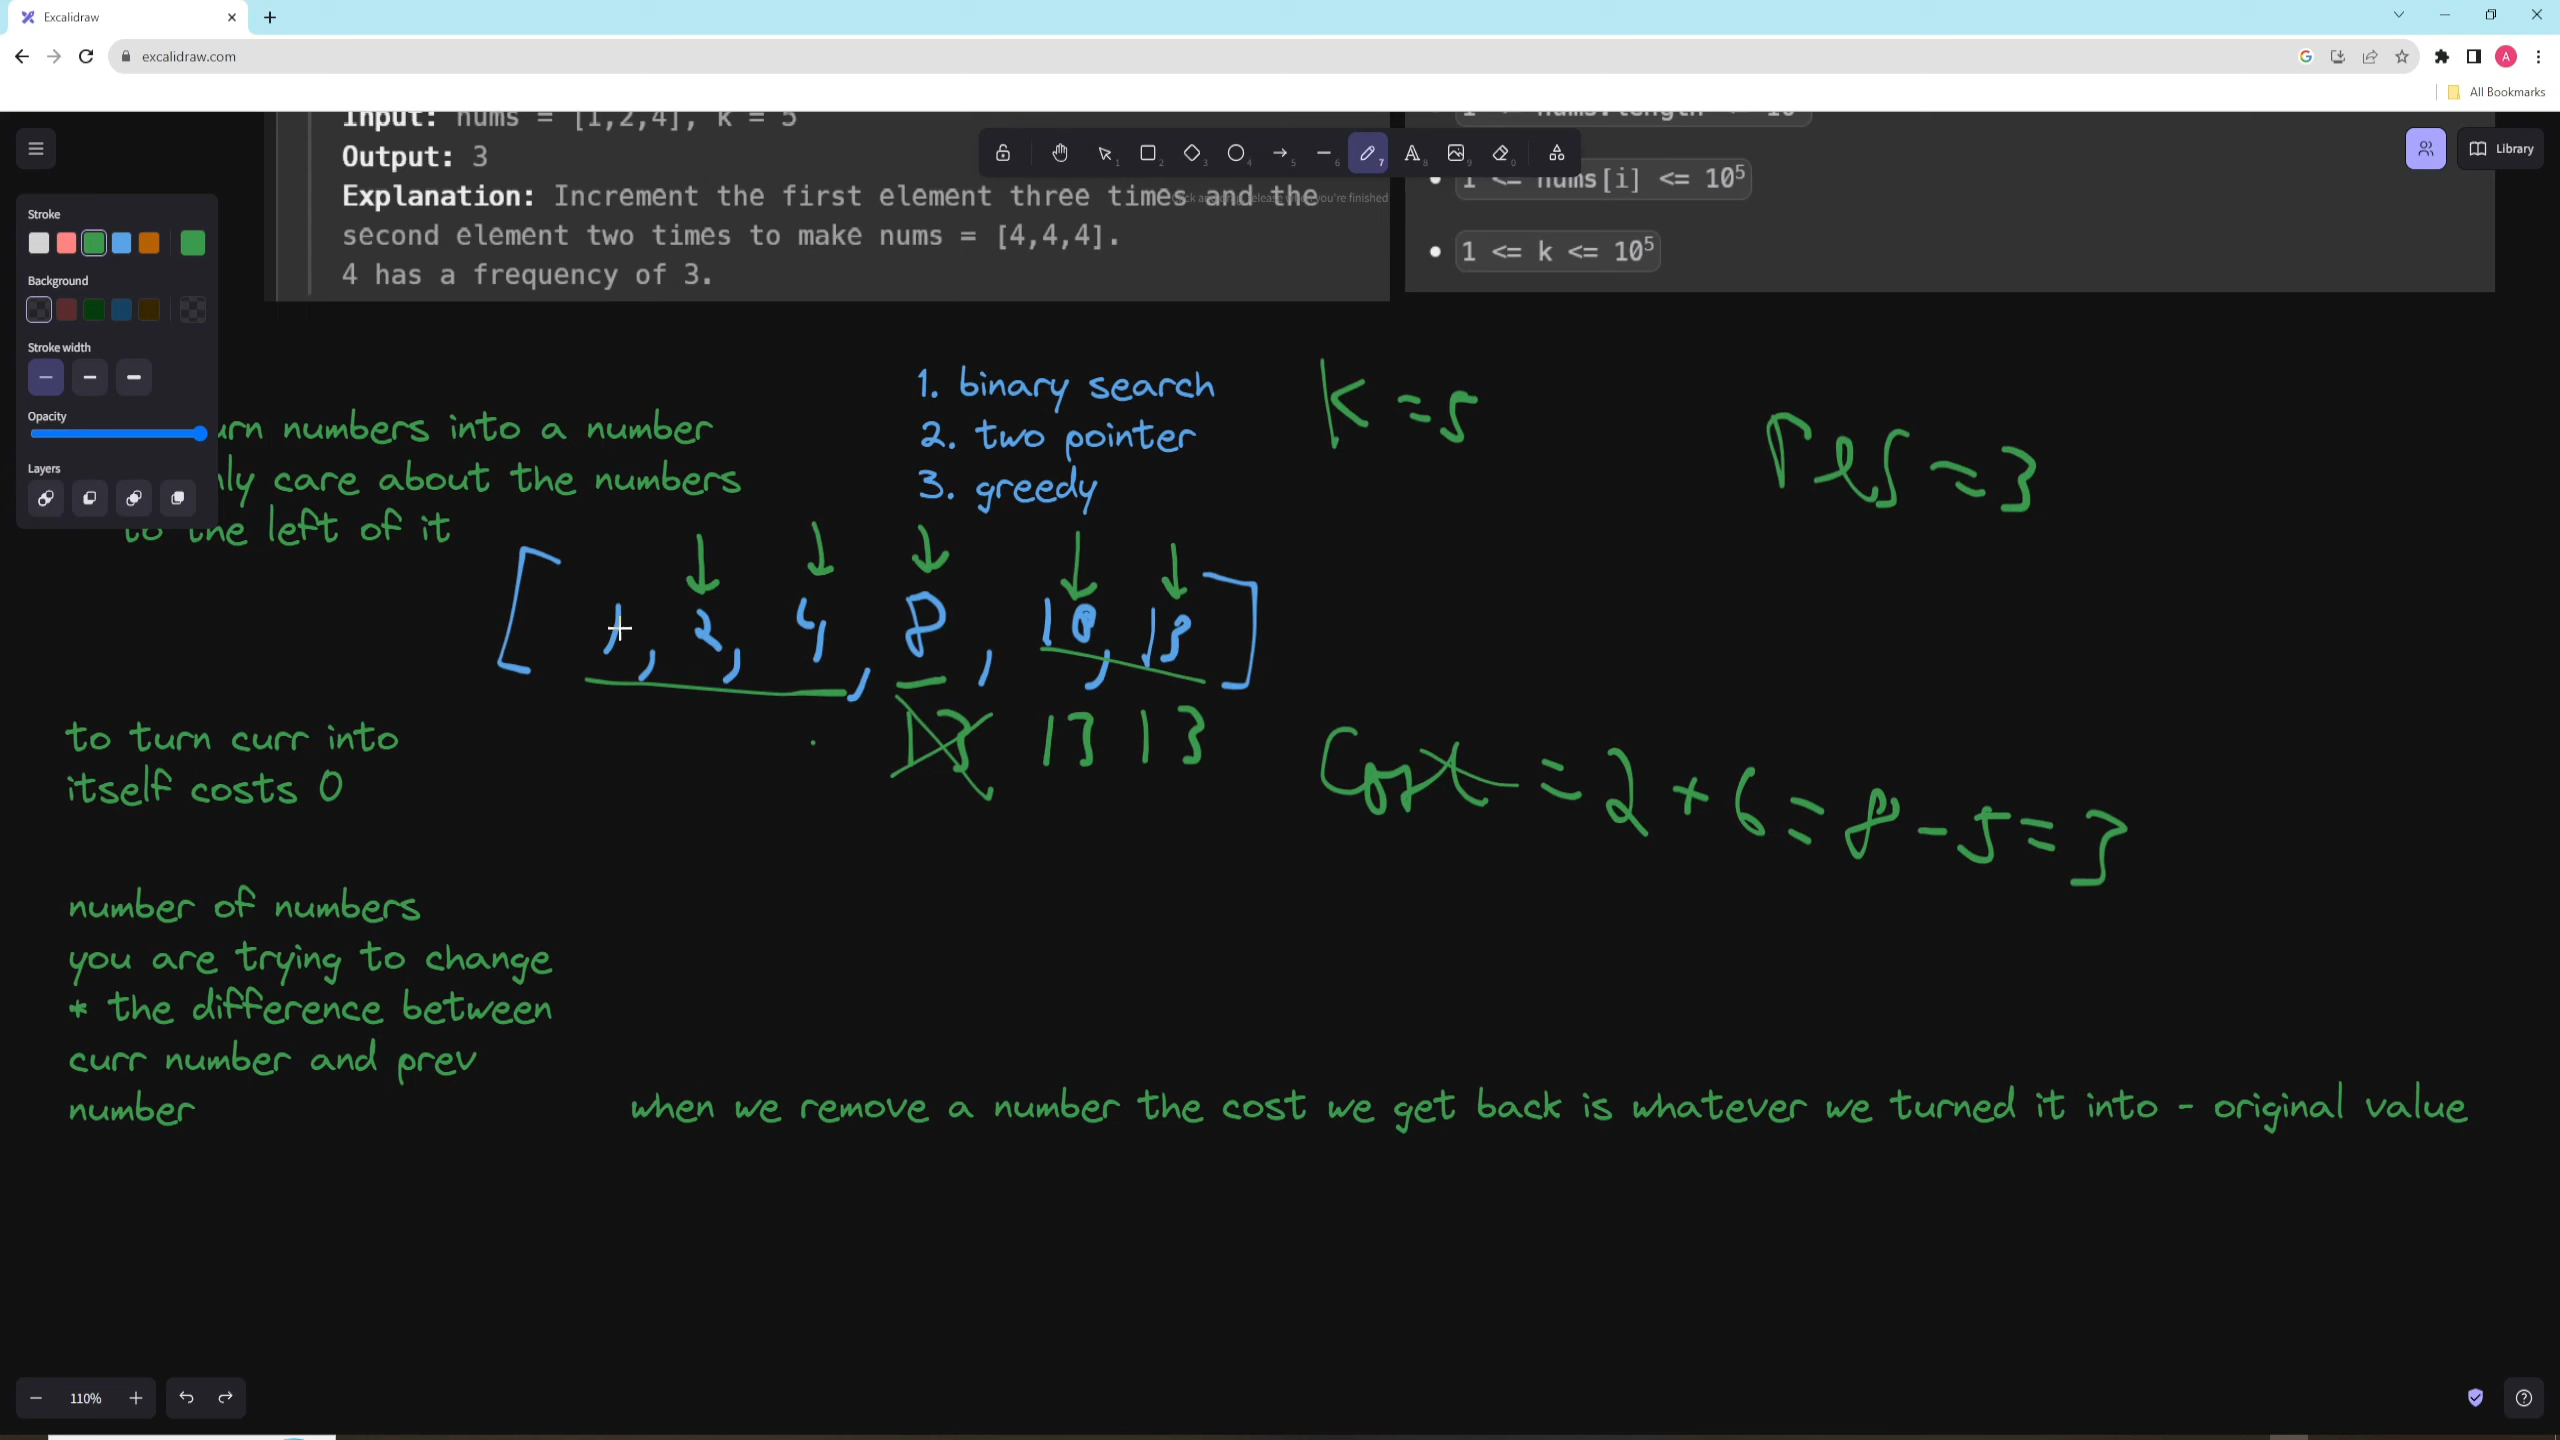 Excalidraw
excalidraw.com
All Bookmarks
Input: nums = [1,2,4], k = 5
Output: 3
Explanation: Increment the first element three times and the
second element two times to make nums = [4,4,4].
4 has a frequency of 3.
1 <= nums[i] <= 10^5
1 <= k <= 10^5
Library
Stroke
Background
Stroke width
Opacity
Layers
urn numbers into a number
ly care about the numbers
to the left of it
1. binary search
2. two pointer
3. greedy
K = 5
res = 3
[ 1, 2, 4, 8, 10, 13 ]
13 13 13
Cost = 2 + 6 = 8 - 5 = 3
to turn curr into
itself costs 0
number of numbers
you are trying to change
* the difference between
curr number and prev
number
when we remove a number the cost we get back is whatever we turned it into - original value
110%